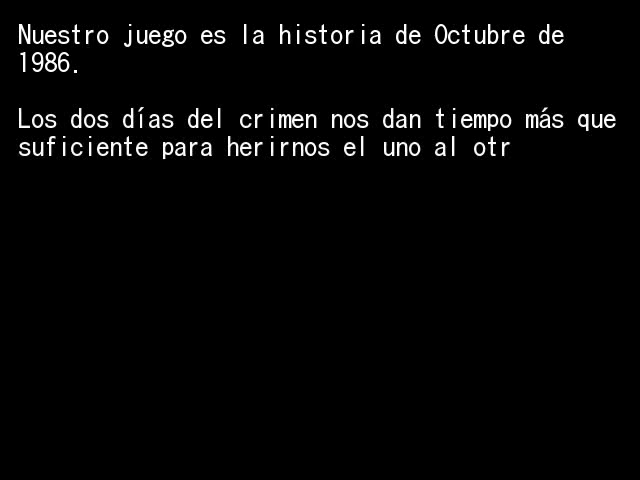 Nuestro juego es la historia de Octubre de
1986.
Los dos días del crimen nos dan tiempo más que
suficiente para herirnos el uno al otr